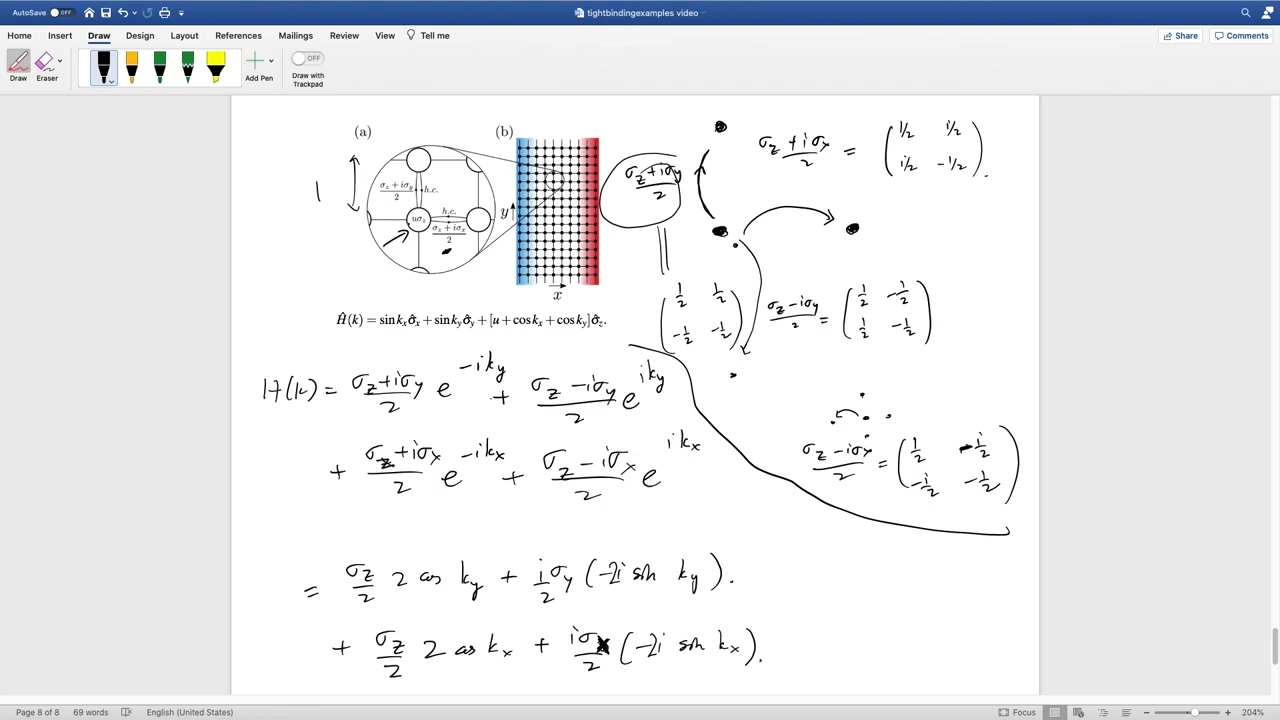 AutoSave OFF
tightbindingexamples video
Home Insert Draw Design Layout References Mailings Review View Tell me
Share Comments
Draw Eraser Add Pen Draw with Trackpad
OFF
(a) (b)
(σz + iσy)/2 h.c.
h.c.
uσz
(σz + iσx)/2
y
x
1
(σz + iσy)/2
(σz + iσx)/2 = (1/2 i/2
i/2 -1/2).
|| (1/2 1/2
-1/2 -1/2)
(σz - iσy)/2 = (1/2 -1/2
1/2 -1/2)
Ĥ(k) = sin kxσ̂x + sin kyσ̂y + [u + cos kx + cos ky]σ̂z.
H(k) = (σz + iσy)/2 e^{-iky} + (σz - iσy)/2 e^{iky}
+ (σz + iσx)/2 e^{-ikx} + (σz - iσx)/2 e^{ikx}
(σz - iσx)/2 = (1/2 -i/2
-i/2 -1/2)
= σz/2 2 cos ky + i/2 σy (-2i sin ky).
+ σz/2 2 cos kx + iσx/2 (-2i sin kx).
Page 8 of 8 69 words English (United States) Focus 204%